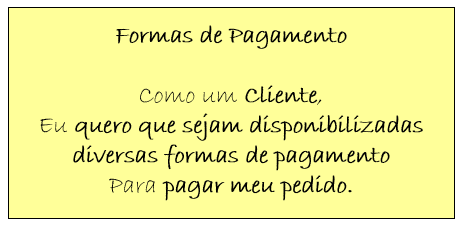 Formas de Pagamento
Como um Cliente,
Eu quero que sejam disponibilizadas
diversas formas de pagamento
Para pagar meu pedido.